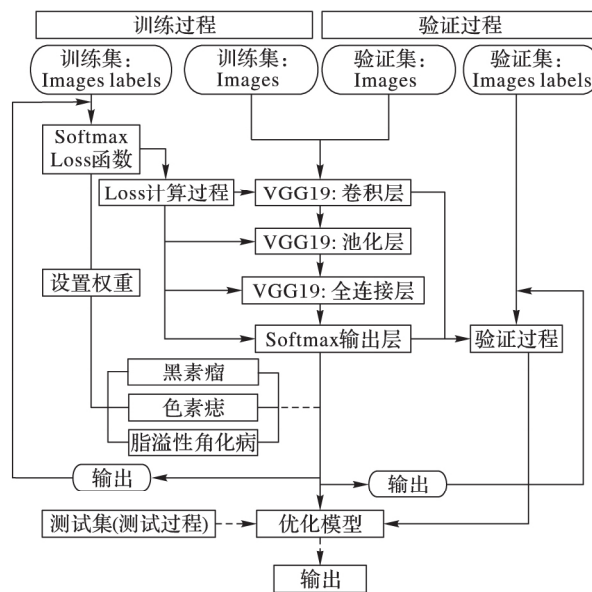 训练过程
验证过程
训练集:
Images labels
训练集:
Images
验证集:
Images
验证集:
Images labels
Softmax
Loss函数
Loss计算过程
VGG19: 卷积层
VGG19: 池化层
设置权重
VGG19: 全连接层
Softmax输出层
验证过程
黑素瘤
色素痣
脂溢性角化病
输出
输出
测试集(测试过程)
优化模型
输出